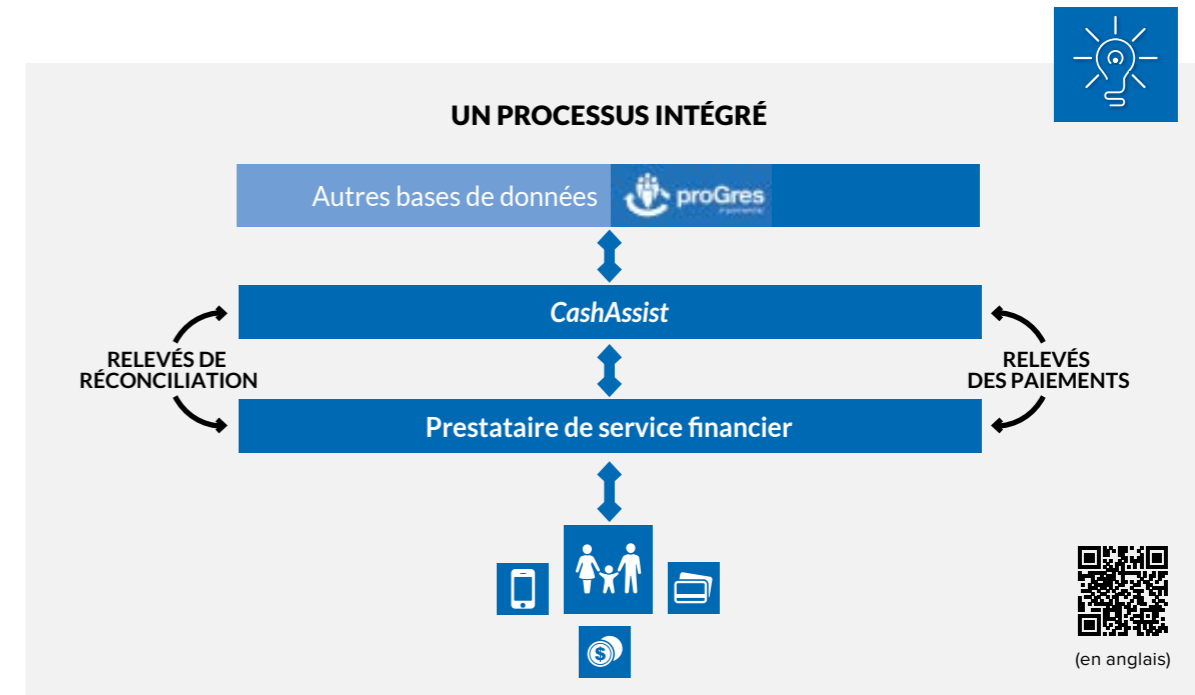 UN PROCESSUS INTÉGRÉ
Autres bases de données
proGres
CashAssist
RELEVÉS DE
RÉCONCILIATION
RELEVÉS
DES PAIEMENTS
Prestataire de service financier
$
(en anglais)